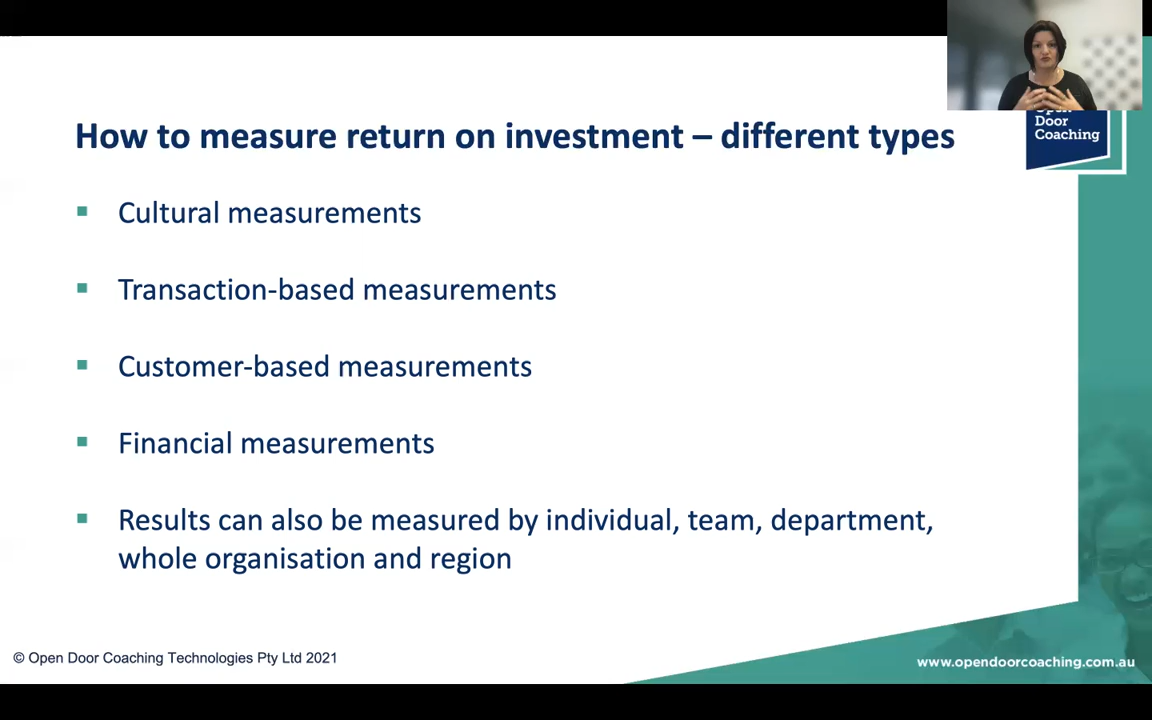 Open
Door
Coaching
How to measure return on investment – different types
Cultural measurements
Transaction-based measurements
Customer-based measurements
Financial measurements
Results can also be measured by individual, team, department,
whole organisation and region
© Open Door Coaching Technologies Pty Ltd 2021
www.opendoorcoaching.com.au